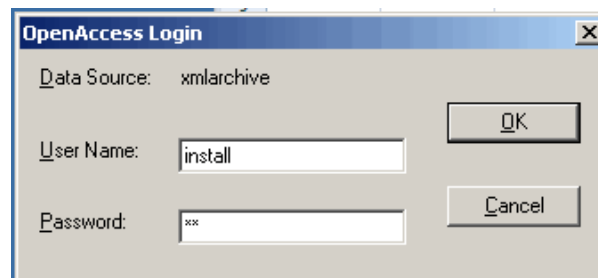 OpenAccess Login
Data Source: xmlarchive
OK
User Name: install
Cancel
Password: **